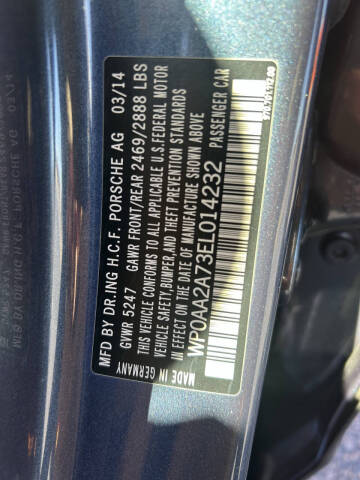 MFD BY DR.ING H.C.F. PORSCHE AG 03/14
GVWR 5247 GAWR FRONT/REAR 2469/2888 LBS
THIS VEHICLE CONFORMS TO ALL APPLICABLE U.S.FEDERAL MOTOR
VEHICLE SAFETY STANDARDS, BUMPER,AND THEFT PREVENTION STANDARDS
IN EFFECT ON THE DATE OF MANUFACTURE SHOWN ABOVE
WP0AA2A73EL014232 PASSENGER CAR
MADE IN GERMANY